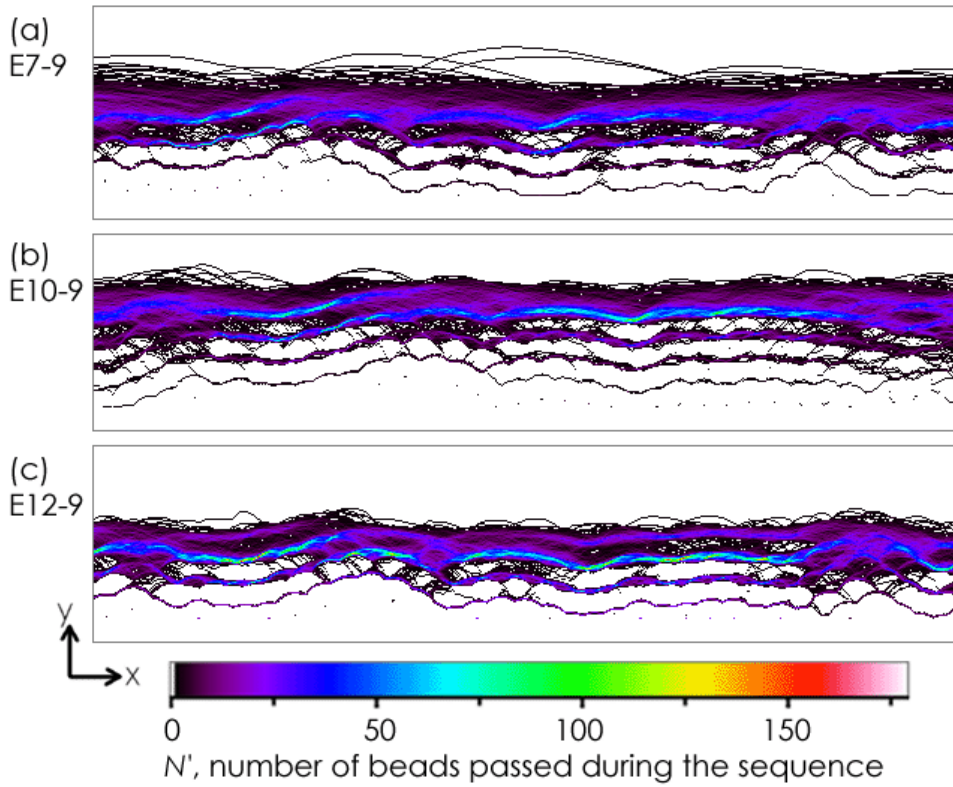 (a)
E7-9
(b)
E10-9
(c)
E12-9
y
x
0 50 100 150
N', number of beads passed during the sequence